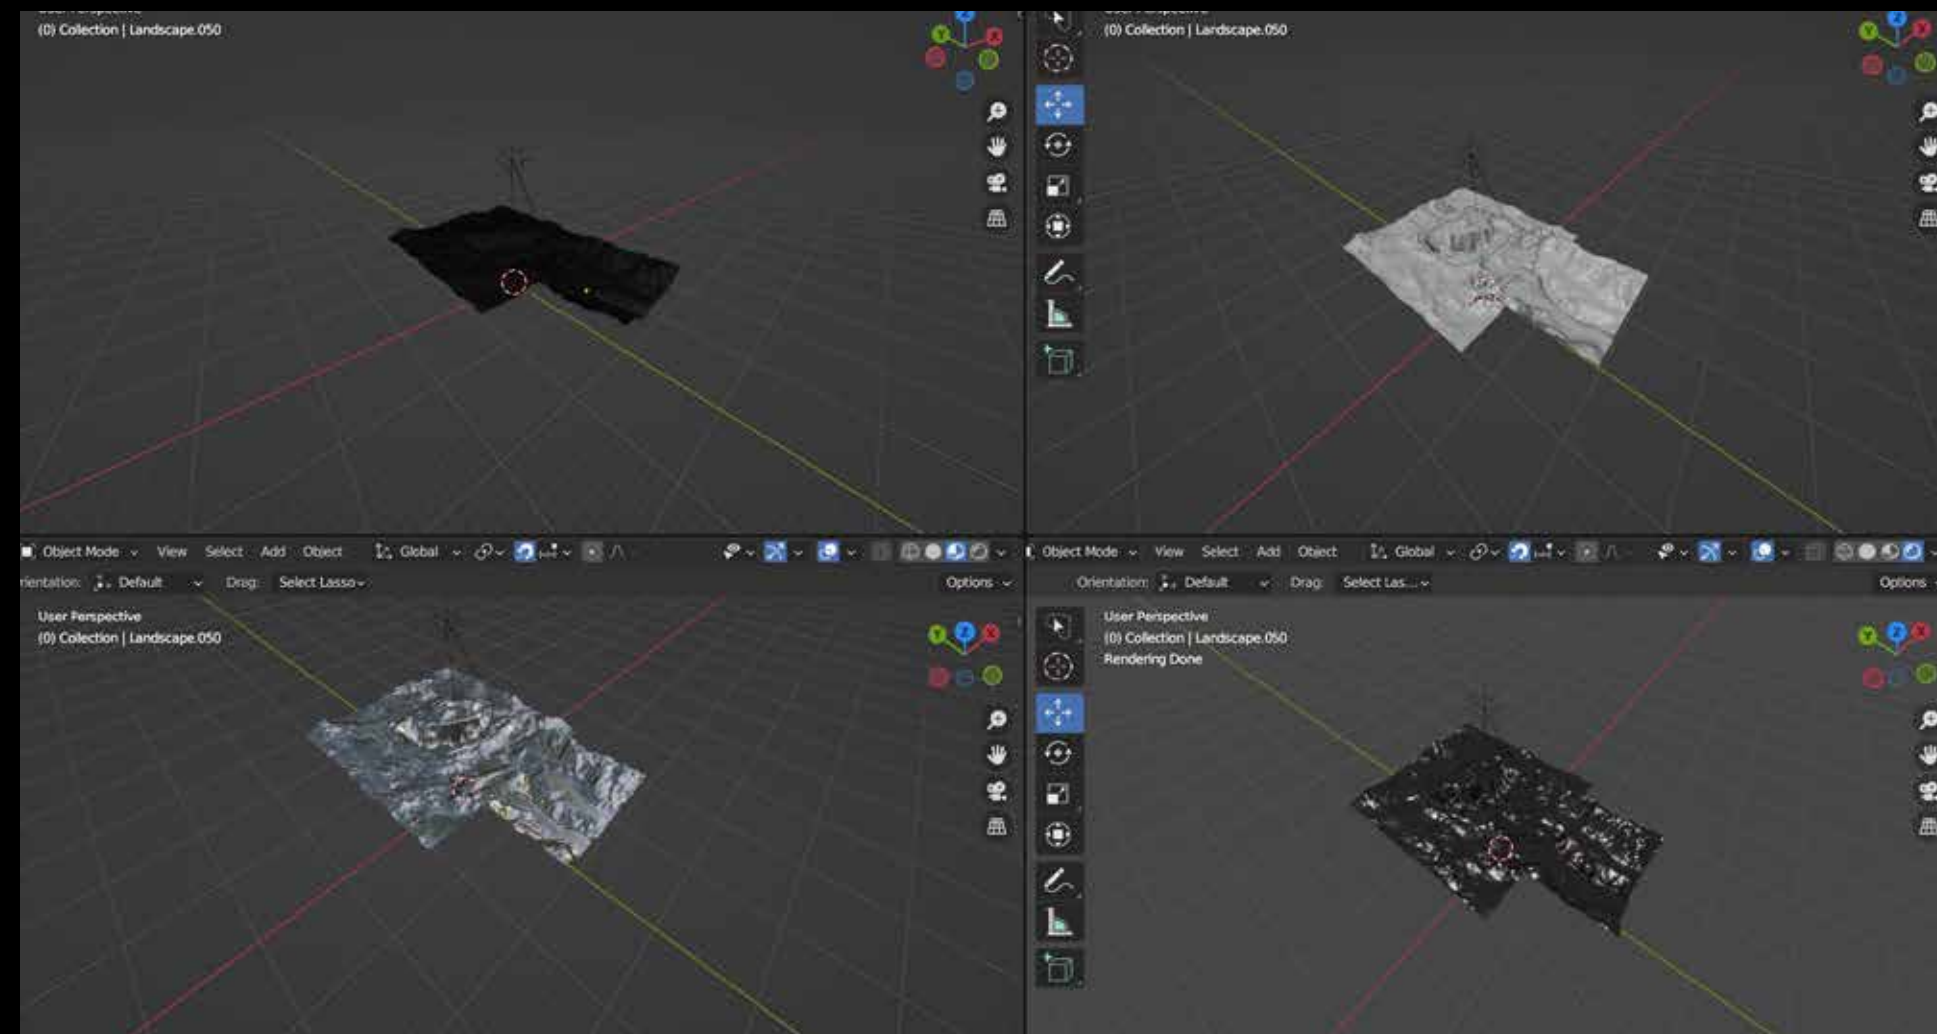 (0) Collection | Landscape.050
(0) Collection | Landscape.050
Object Mode View Select Add Object Global
Orientation: Default Drag: Select Lasso Options
User Perspective
(0) Collection | Landscape.050
Object Mode View Select Add Object Global
Orientation: Default Drag: Select Las... Options
User Perspective
(0) Collection | Landscape.050
Rendering Done